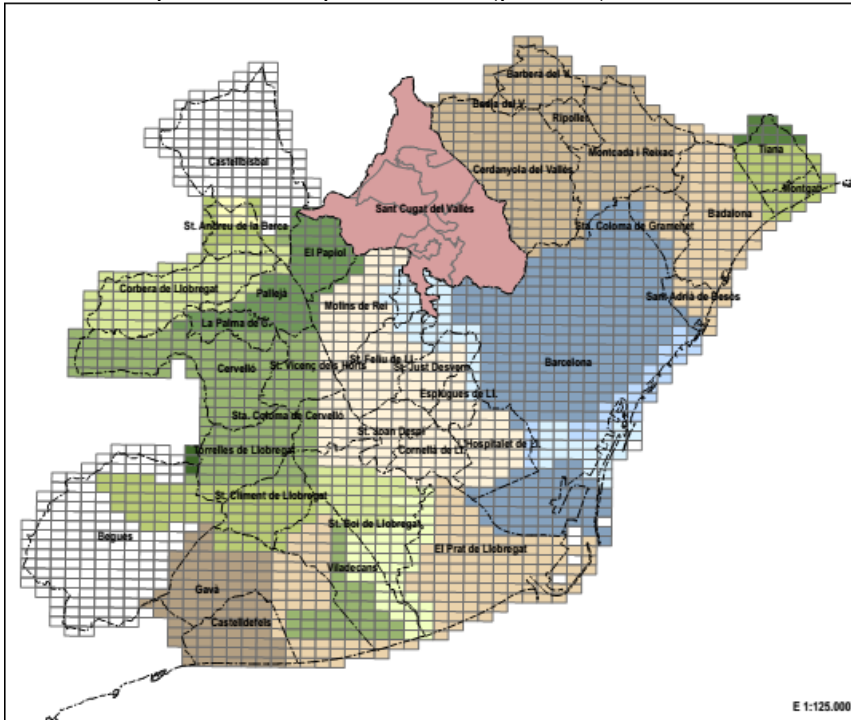 Barbera del V.
Badia del V.
Ripollet
Tiana
Montcada i Reixac
Castellbisbal
Cerdanyola del Vallès
Montgat
Sant Cugat del Vallès
Badalona
St. Andreu de la Barca
Sta. Coloma de Gramenet
El Papiol
Corbera de Llobregat
Pallejà
Sant Adrià de Besòs
Molins de Rei
La Palma de C.
St. Feliu de Ll.
Barcelona
Cervelló
St. Vicenç dels Horts
St. Just Desvern
Esplugues de Ll.
Sta. Coloma de Cervelló
St. Joan Despí
L'Hospitalet de Ll.
Torrelles de Llobregat
Cornellà de Ll.
St. Climent de Llobregat
St. Boi de Llobregat
Begues
El Prat de Llobregat
Viladecans
Gavà
Castelldefels
E 1:125.000